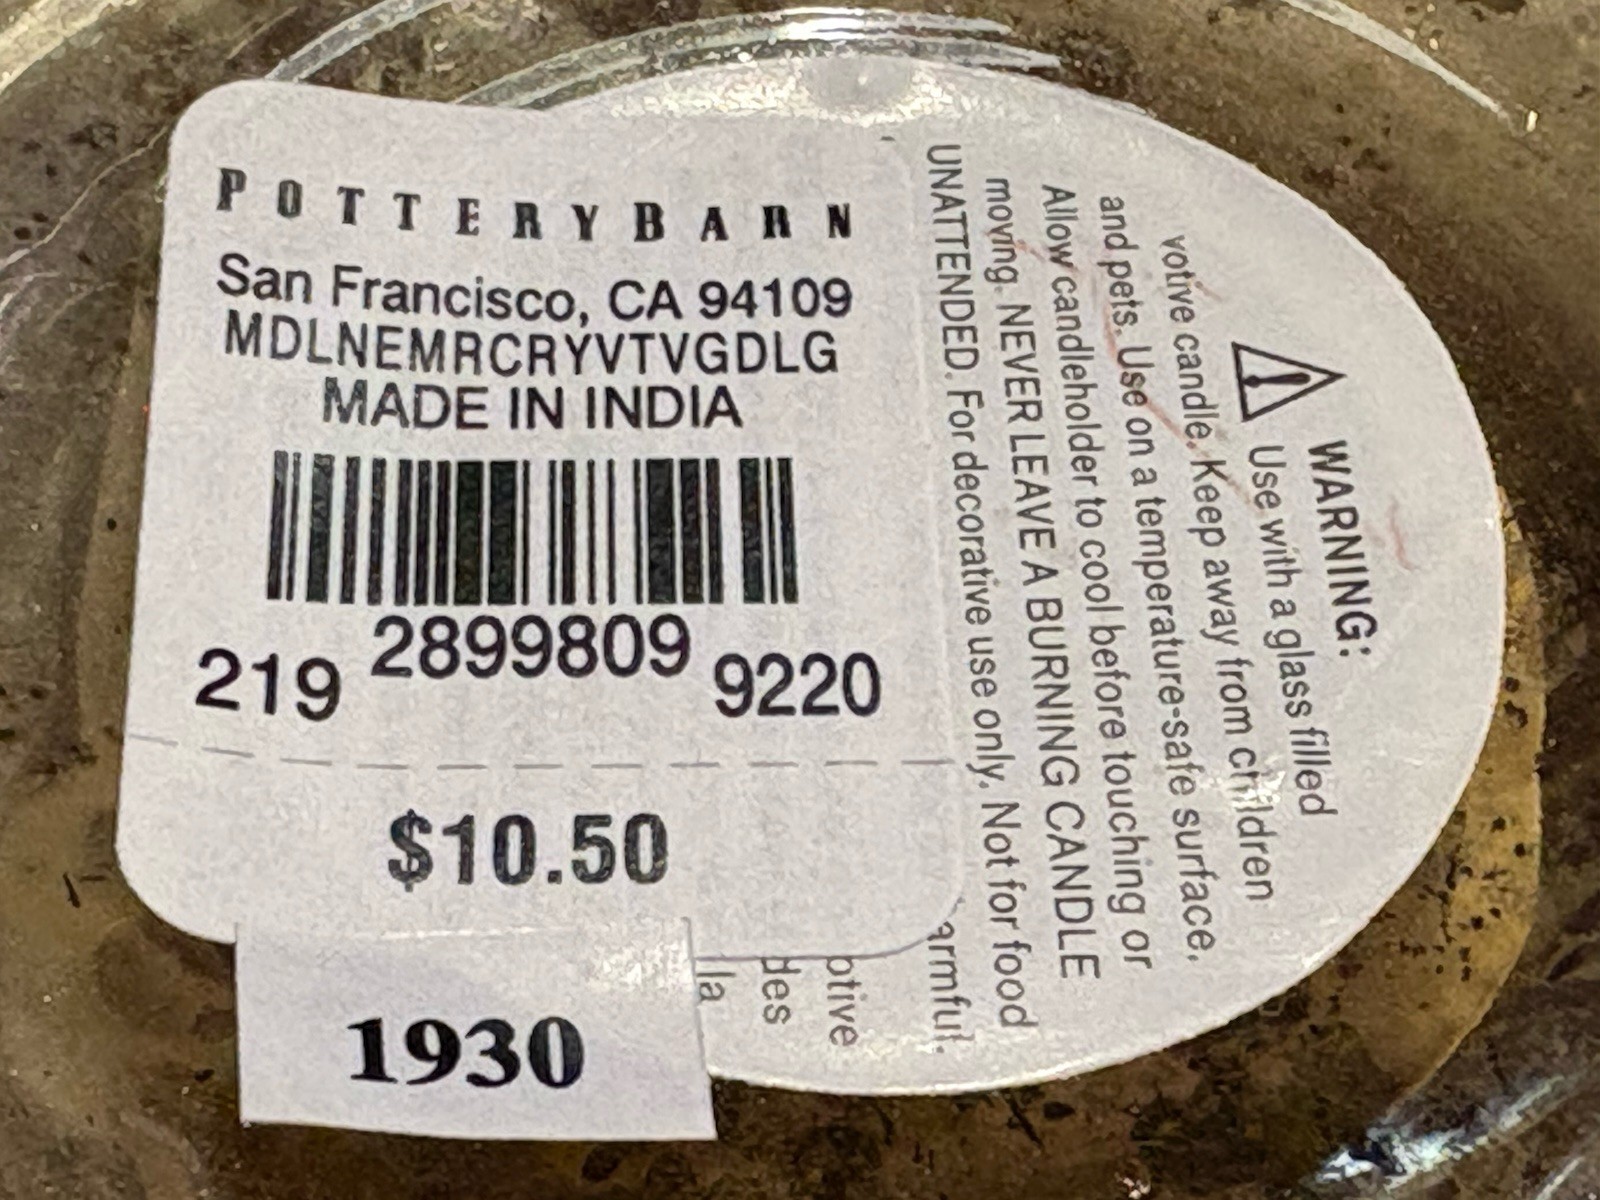 POTTERYBARN
San Francisco, CA 94109
MDLNEMRCRYVTVGDLG
MADE IN INDIA
219 2899809 9220
$10.50
1930
WARNING:
Use with a glass filled
votive candle. Keep away from children
and pets. Use on a temperature-safe surface.
Allow candleholder to cool before touching or
moving. NEVER LEAVE A BURNING CANDLE
UNATTENDED. For decorative use only. Not for food
armful.
otive
des
la